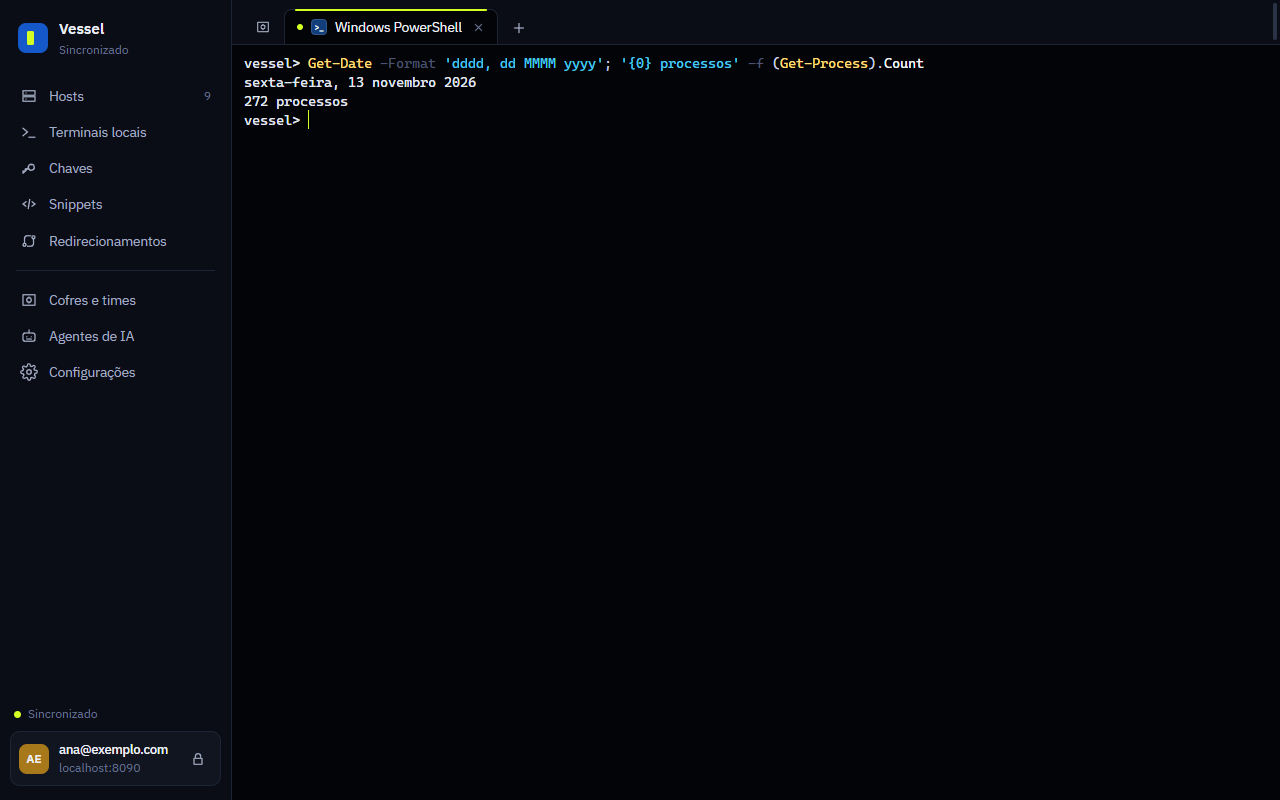 Vessel
Sincronizado
Hosts 9
Terminais locais
Chaves
Snippets
Redirecionamentos
Cofres e times
Agentes de IA
Configurações
Sincronizado
AE
ana@exemplo.com
localhost:8090
Windows PowerShell
vessel> Get-Date -Format 'dddd, dd MMMM yyyy'; '{0} processos' -f (Get-Process).Count
sexta-feira, 13 novembro 2026
272 processos
vessel>